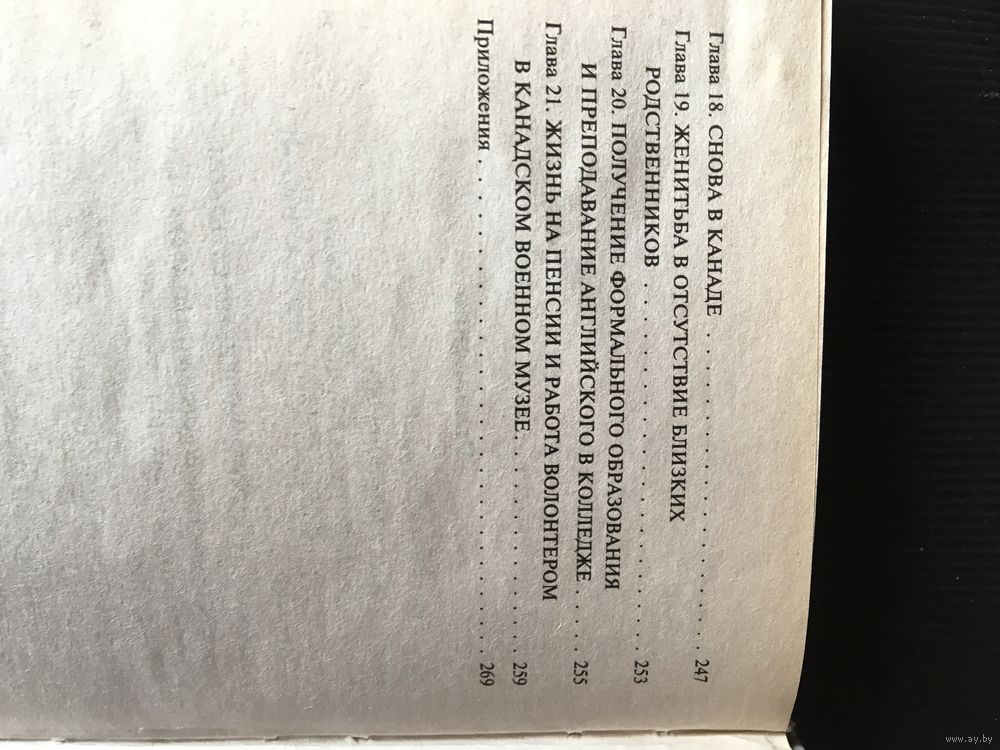 Глава 18. СНОВА В КАНАДЕ . . . . . . . . . . . . . . . . . . . . 247
Глава 19. ЖЕНИТЬБА В ОТСУТСТВИЕ БЛИЗКИХ
РОДСТВЕННИКОВ . . . . . . . . . . . . . . . . . . . . . . 253
Глава 20. ПОЛУЧЕНИЕ ФОРМАЛЬНОГО ОБРАЗОВАНИЯ
И ПРЕПОДАВАНИЕ АНГЛИЙСКОГО В КОЛЛЕДЖЕ . . . . 255
Глава 21. ЖИЗНЬ НА ПЕНСИИ И РАБОТА ВОЛОНТЕРОМ
В КАНАДСКОМ ВОЕННОМ МУЗЕЕ. . . . . . . . . . . . . 259
Приложения . . . . . . . . . . . . . . . . . . . . . . . . . . . . . 269
www.ay.by